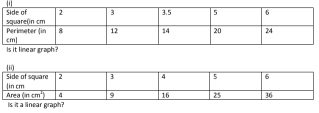 (i)
Side of square(in cm 2 3 3.5 5 6
Perimeter (in cm) 8 12 14 20 24
Is it linear graph?
(ii)
Side of square (in cm 2 3 4 5 6
Area (in cm²) 4 9 16 25 36
Is it a linear graph?